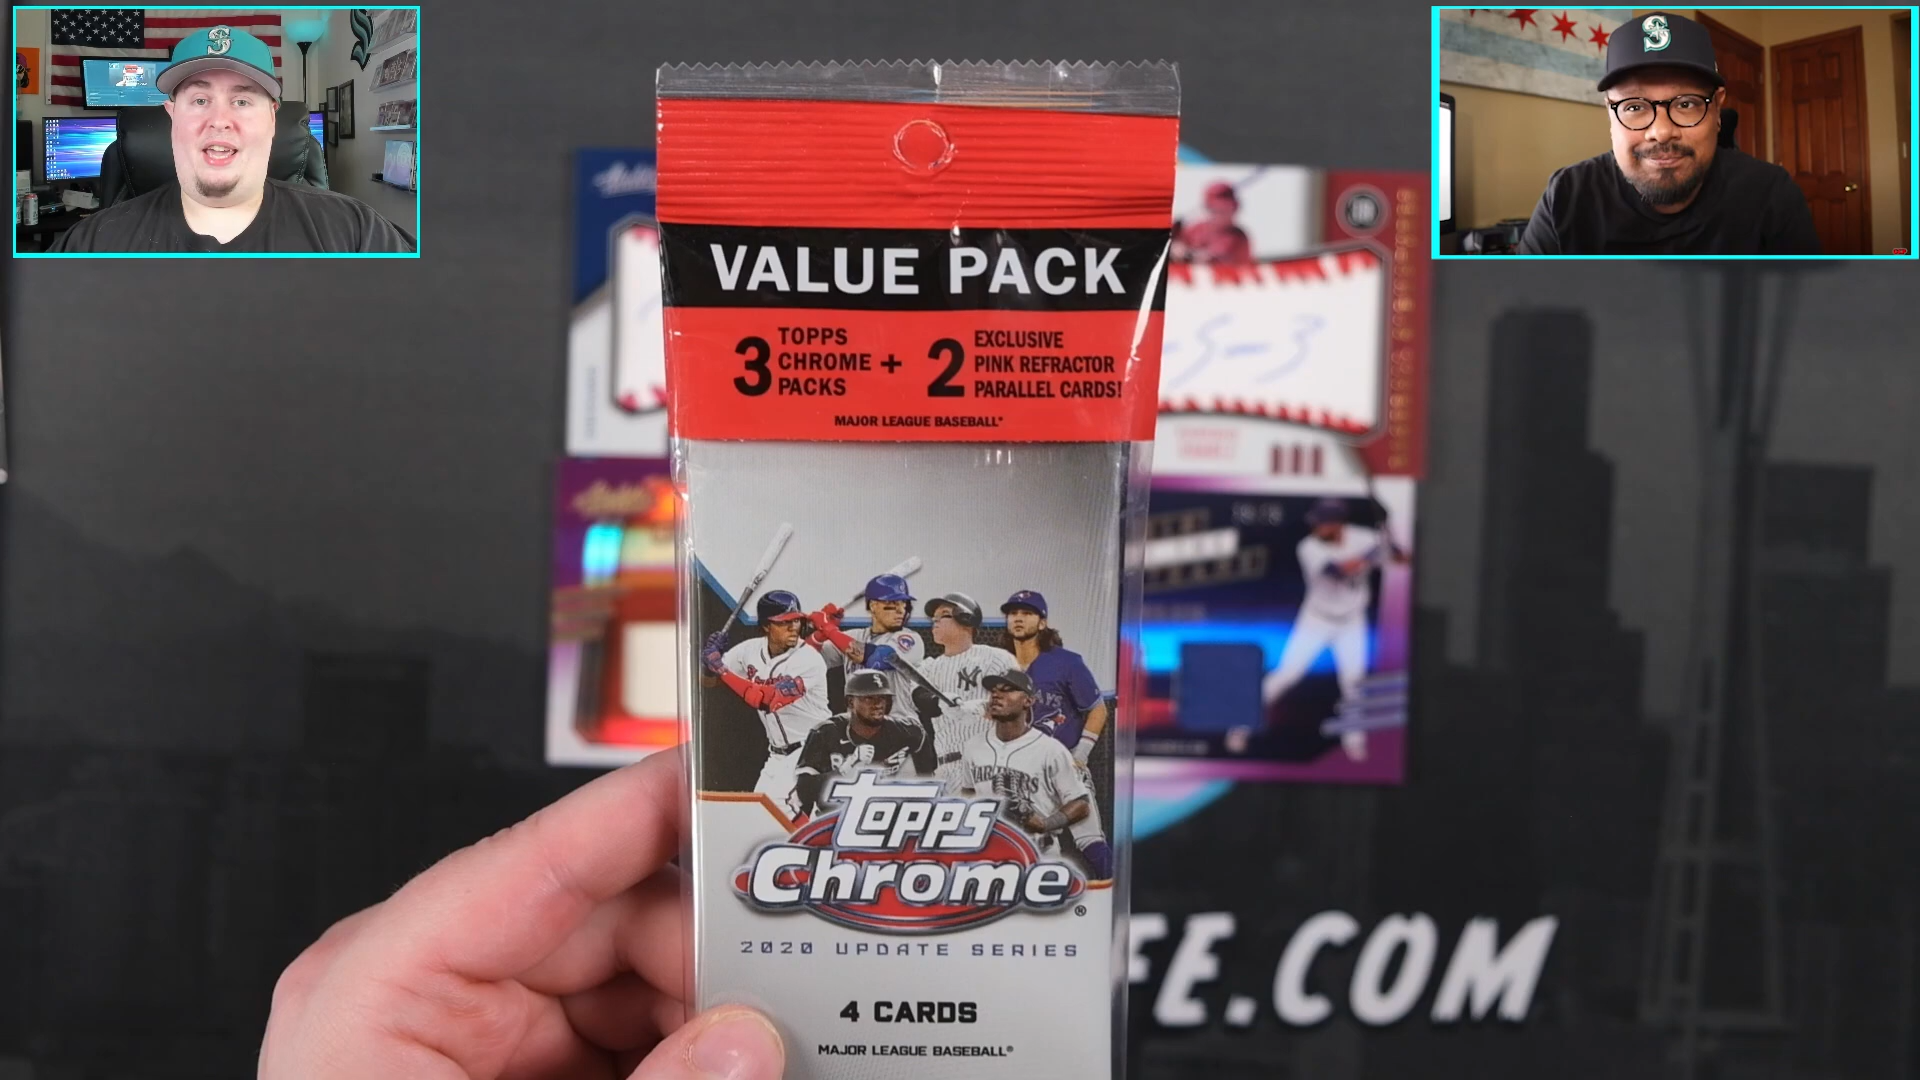 VALUE PACK
3 TOPPS CHROME PACKS + 2 EXCLUSIVE PINK REFRACTOR PARALLEL CARDS!
MAJOR LEAGUE BASEBALL®
topps
Chrome®
2020 UPDATE SERIES
4 CARDS
MAJOR LEAGUE BASEBALL®
FE.COM